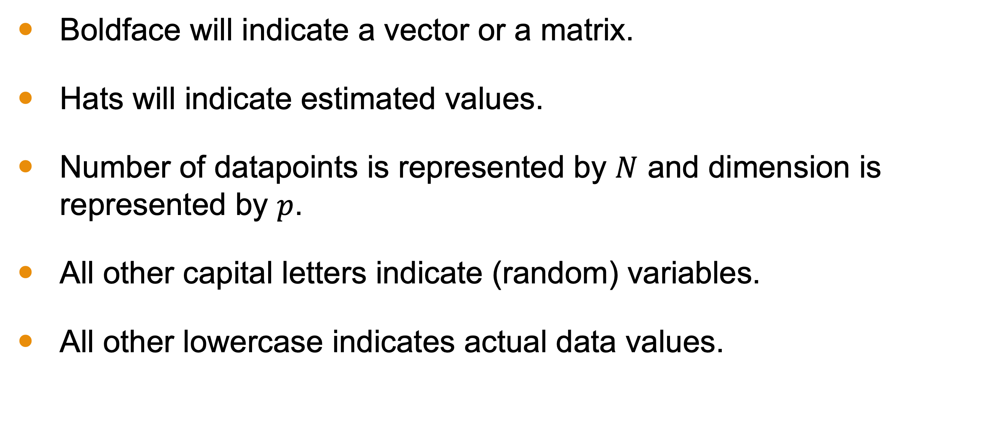 • Boldface will indicate a vector or a matrix.
• Hats will indicate estimated values.
• Number of datapoints is represented by N and dimension is
represented by p.
• All other capital letters indicate (random) variables.
• All other lowercase indicates actual data values.